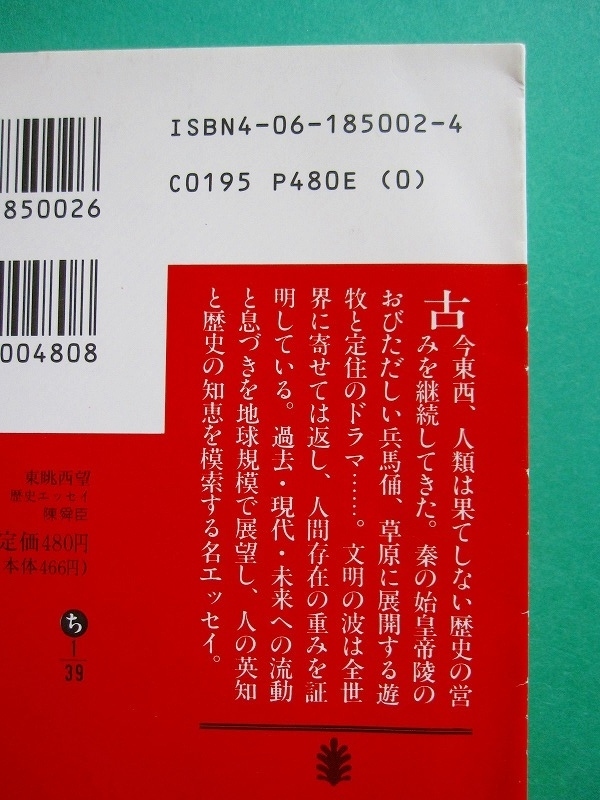 ISBN4-06-185002-4
C0195 P480E (0)
850026
004808
古今東西、人類は果てしない歴史の営
みを継続してきた。秦の始皇帝陵の
おびただしい兵馬俑、草原に展開する遊
牧と定住のドラマ……。文明の波は全世
界に寄せては返し、人間存在の重みを証
明している。過去・現代・未来への流動
と息づきを地球規模で展望し、人の英知
と歴史の知恵を模索する名エッセイ。
東眺西望
歴史エッセイ
陳舜臣
定価480円
本体466円)
ち
1
39